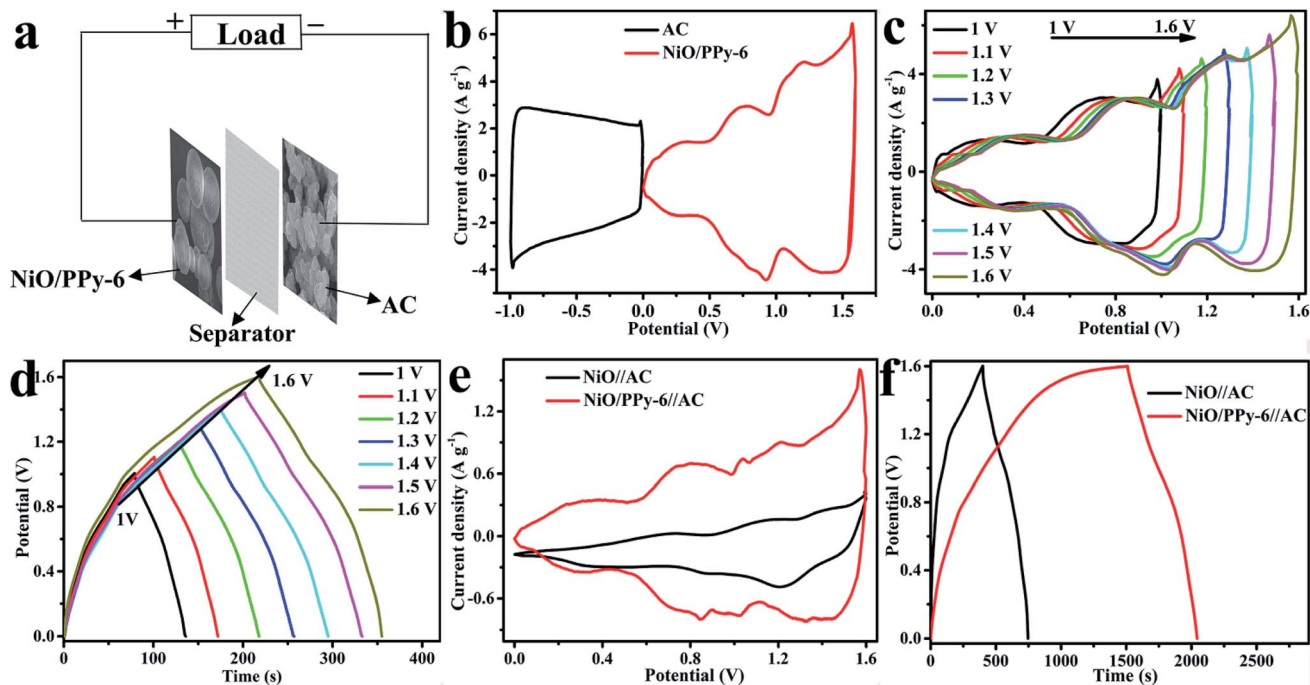 a
+ Load −
NiO/PPy-6
Separator
AC
b
AC
NiO/PPy-6
Current density (A g⁻¹)
6
4
2
0
-2
-4
-1.0 -0.5 0.0 0.5 1.0 1.5
Potential (V)
c
1 V
1.1 V
1.2 V
1.3 V
1 V 1.6 V
1.4 V
1.5 V
1.6 V
Current density (A g⁻¹)
4
0
-4
0.0 0.4 0.8 1.2 1.6
Potential (V)
d
1.6 V
1V
1 V
1.1 V
1.2 V
1.3 V
1.4 V
1.5 V
1.6 V
Potential (V)
1.6
1.2
0.8
0.4
0.0
0 100 200 300 400
Time (s)
e
NiO//AC
NiO/PPy-6//AC
Current density (A g⁻¹)
1.2
0.6
0.0
-0.6
0.0 0.4 0.8 1.2 1.6
Potential (V)
f
NiO//AC
NiO/PPy-6//AC
Potential (V)
1.6
1.2
0.8
0.4
0.0
0 500 1000 1500 2000 2500
Time (s)